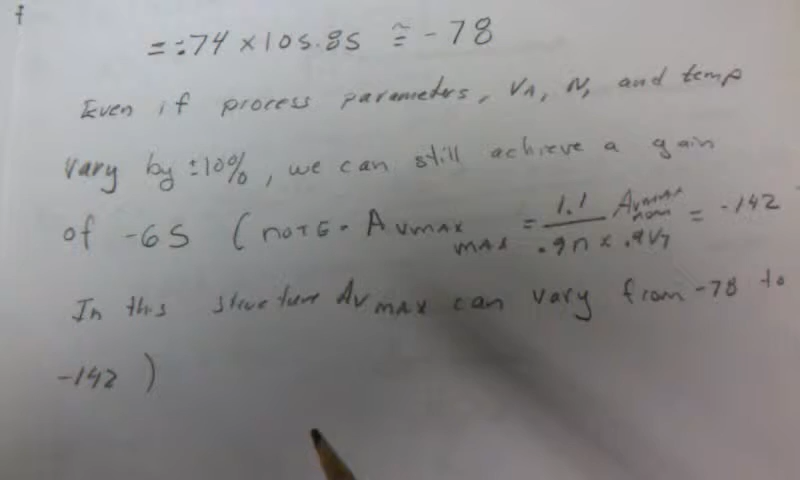 = -.74 × 105.85 ≅ -78
Even if process parameters, VA, N, and temp
vary by ±10%, we can still achieve a gain
of -65 (NOTE - AVMAX MAX = 1.1 AVMAX nom / .9n × .9VT = -142
In this structure AVMAX can vary from -78 to
-142)